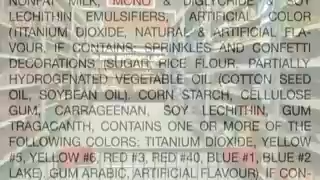 NONFAT MILK, MONO & DIGLYCRIDE & SOY
LECHITHIN EMULSIFIERS, ARTIFICIAL COLOR
(TITANIUM DIOXIDE, NATURAL & ARTIFICIAL FLA-
VOUR, IF CONTAINS: SPRINKLES AND CONFETTI
DECORATIONS (SUGAR, RICE FLOUR, PARTIALLY
HYDROGENATED VEGETABLE OIL (COTTON SEED
OIL, SOYBEAN OIL). CORN STARCH, CELLULOSE
GUM, CARRAGEENAN, SOY LECHITHIN, GUM
TRAGACANTH, CONTAINS ONE OR MORE OF THE
FOLLOWING COLORS: TITANIUM DIOXIDE, YELLOW
#5, YELLOW #6, RED #3, RED #40, BLUE #1, BLUE #2
LAKE), GUM ARABIC, ARTIFICIAL FLAVOUR). IF CON-